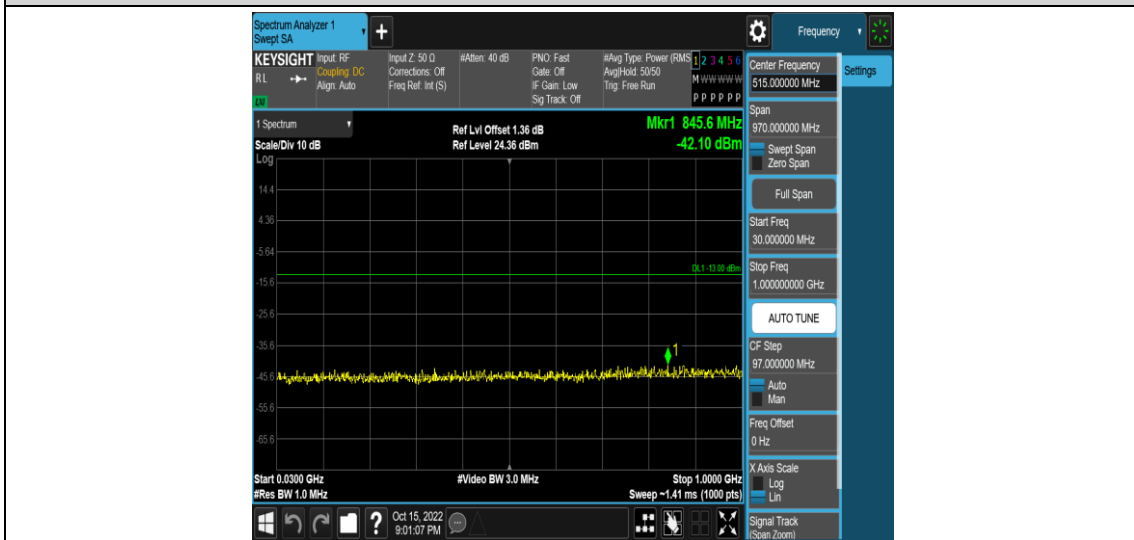 Spectrum Analyzer 1
Swept SA
+
Frequency
KEYSIGHT
RL
LXI
Input: RF
Coupling: DC
Align: Auto
Input Z: 50 Ω
Corrections: Off
Freq Ref: Int (S)
#Atten: 40 dB
PNO: Fast
Gate: Off
IF Gain: Low
Sig Track: Off
#Avg Type: Power (RMS
Avg|Hold: 50/50
Trig: Free Run
1 2 3 4 5 6
M W W W W W
P P P P P P
1 Spectrum
Scale/Div 10 dB
Log
Ref Lvl Offset 1.36 dB
Ref Level 24.36 dBm
Mkr1 845.6 MHz
-42.10 dBm
14.4
4.36
-5.64
DL1 -13.00 dBm
-15.6
-25.6
-35.6
1
-45.6
-55.6
-65.6
Start 0.0300 GHz
#Res BW 1.0 MHz
#Video BW 3.0 MHz
Stop 1.0000 GHz
Sweep ~1.41 ms (1000 pts)
Center Frequency
515.000000 MHz
Settings
Span
970.000000 MHz
Swept Span
Zero Span
Full Span
Start Freq
30.000000 MHz
Stop Freq
1.000000000 GHz
AUTO TUNE
CF Step
97.000000 MHz
Auto
Man
Freq Offset
0 Hz
X Axis Scale
Log
Lin
Signal Track
(Span Zoom)
?
Oct 15, 2022
9:01:07 PM